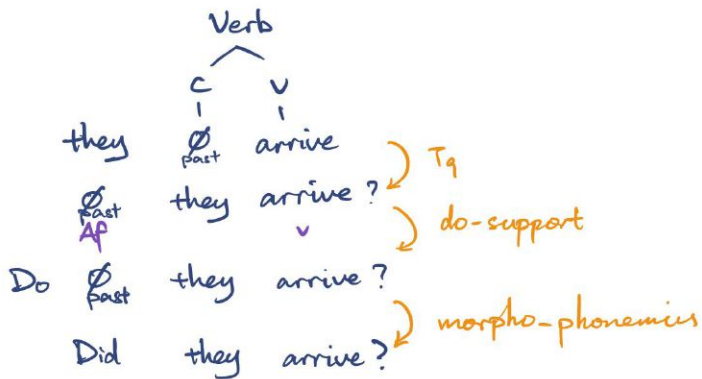 Verb
C V
they ∅ arrive
past
T_q
∅ they arrive ?
past
Af v
do-support
Do ∅ they arrive ?
past
morpho-phonemics
Did they arrive ?